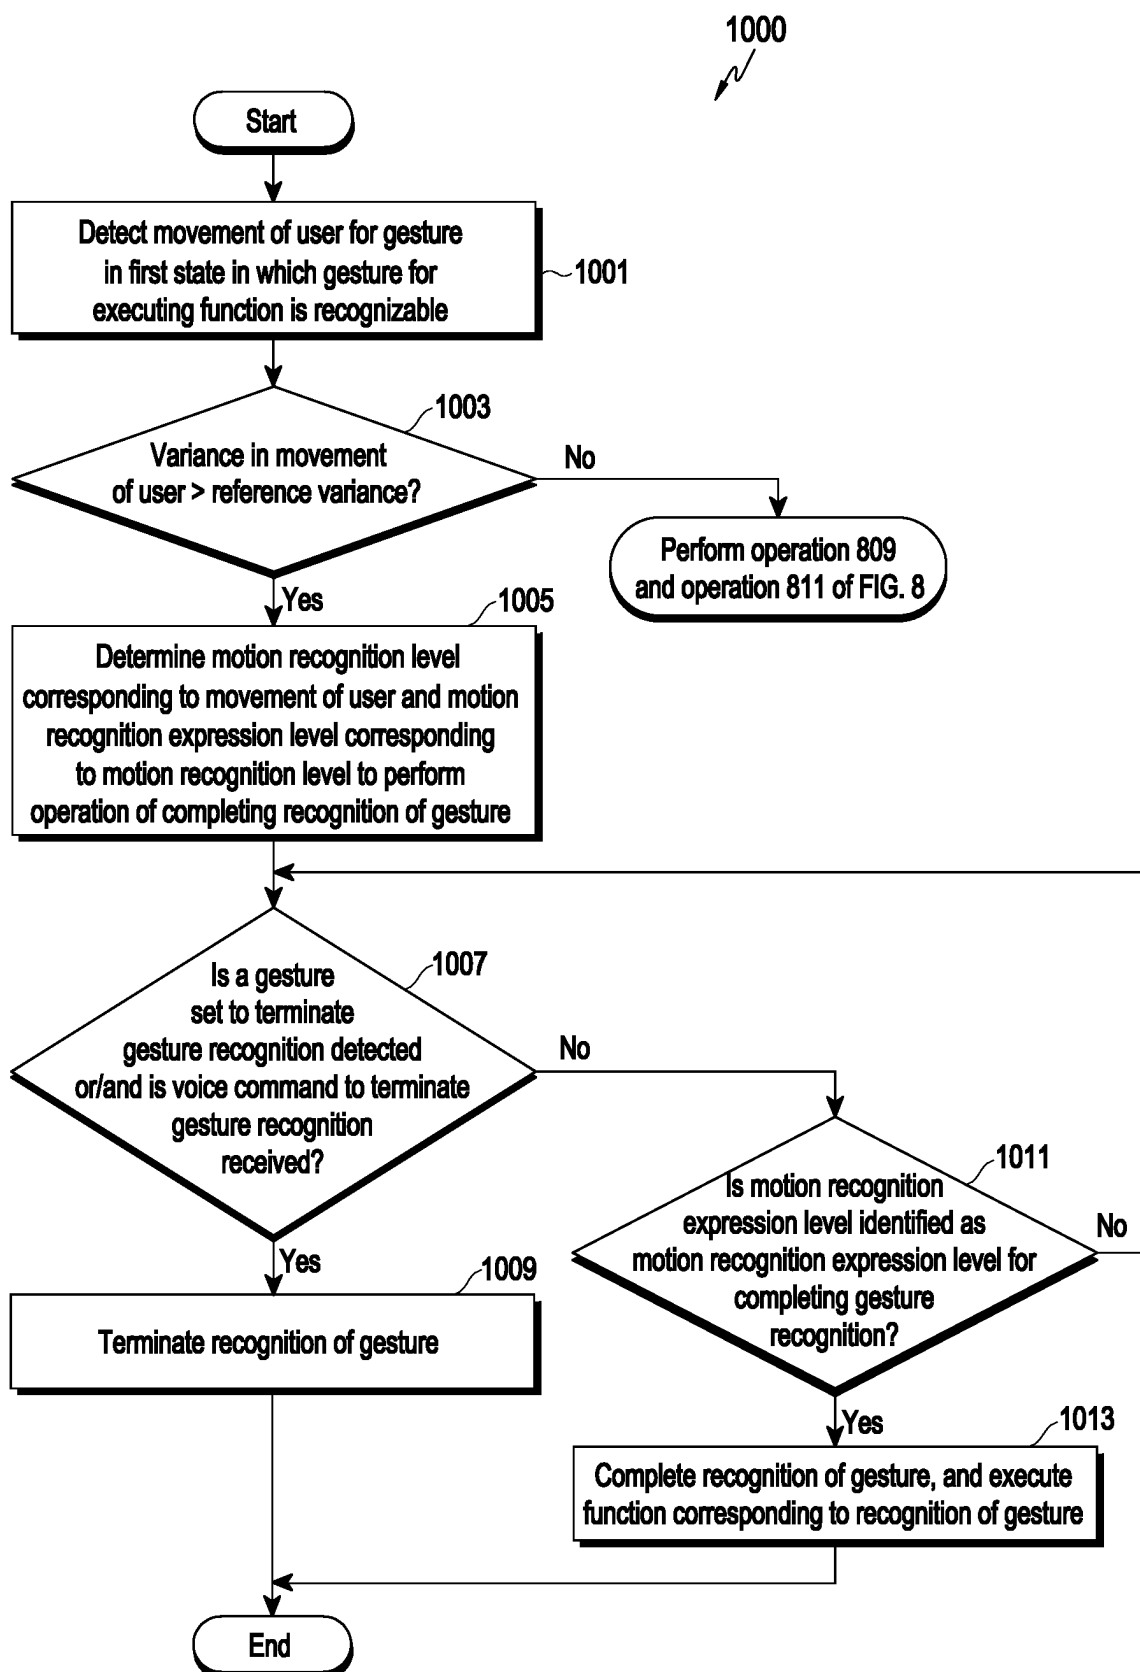 1000
Start
Detect movement of user for gesture
in first state in which gesture for
executing function is recognizable
1001
1003
Variance in movement
of user > reference variance?
No
Perform operation 809
and operation 811 of FIG. 8
Yes
1005
Determine motion recognition level
corresponding to movement of user and motion
recognition expression level corresponding
to motion recognition level to perform
operation of completing recognition of gesture
1007
Is a gesture
set to terminate
gesture recognition detected
or/and is voice command to terminate
gesture recognition
received?
No
1011
Is motion recognition
expression level identified as
motion recognition expression level for
completing gesture
recognition?
No
Yes
1009
Terminate recognition of gesture
Yes
1013
Complete recognition of gesture, and execute
function corresponding to recognition of gesture
End